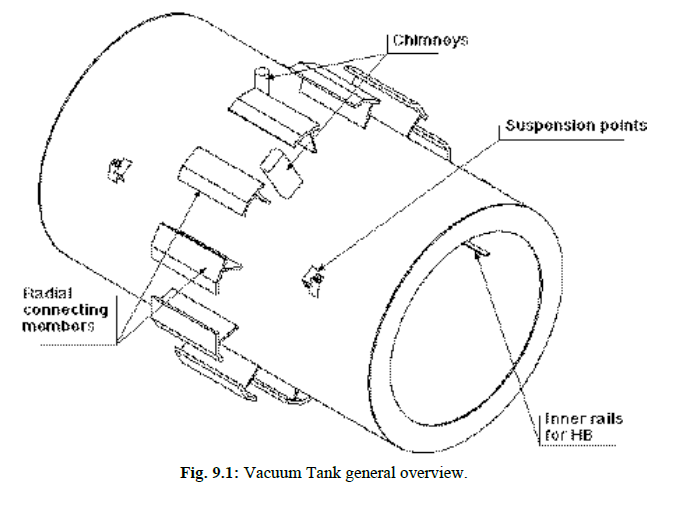 Chimneys
Suspension points
Radial
connecting
members
Inner rails
for HB
Fig. 9.1: Vacuum Tank general overview.